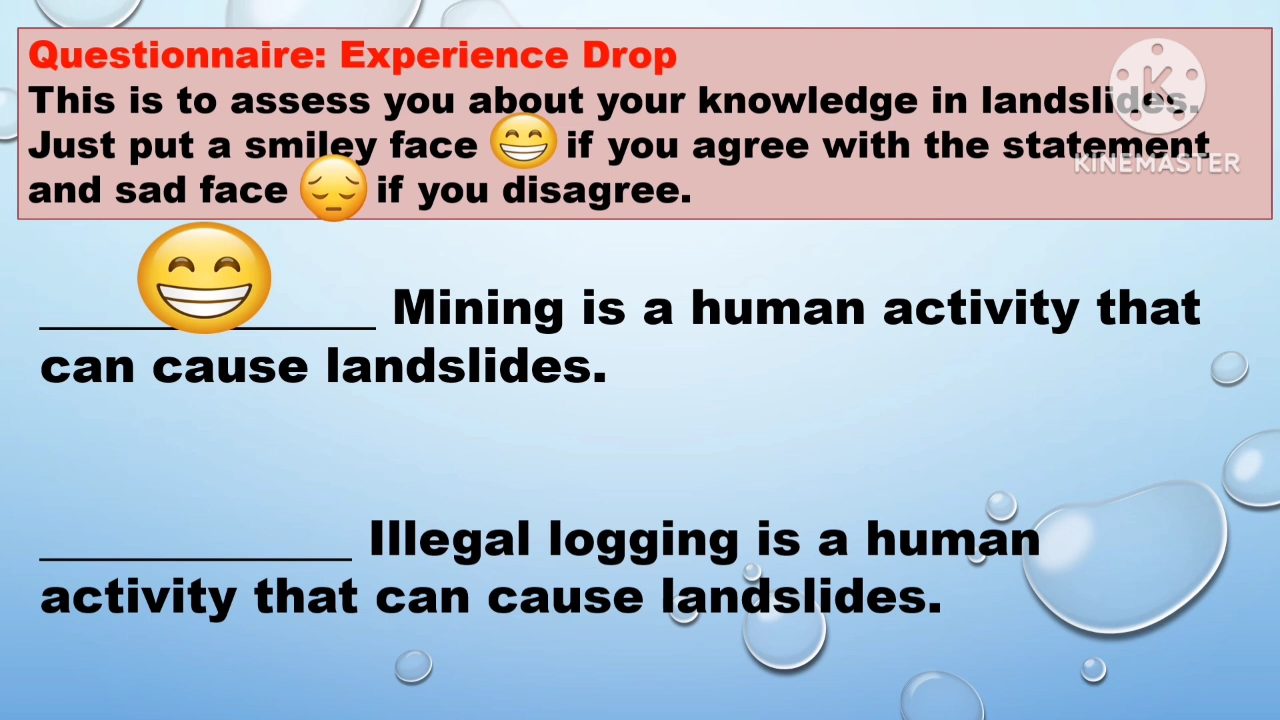 Questionnaire: Experience Drop
This is to assess you about your knowledge in landslides.
Just put a smiley face 😁 if you agree with the statement
and sad face 😔 if you disagree.
K
KINEMASTER
😁 ______________ Mining is a human activity that
can cause landslides.
_____________ Illegal logging is a human
activity that can cause landslides.